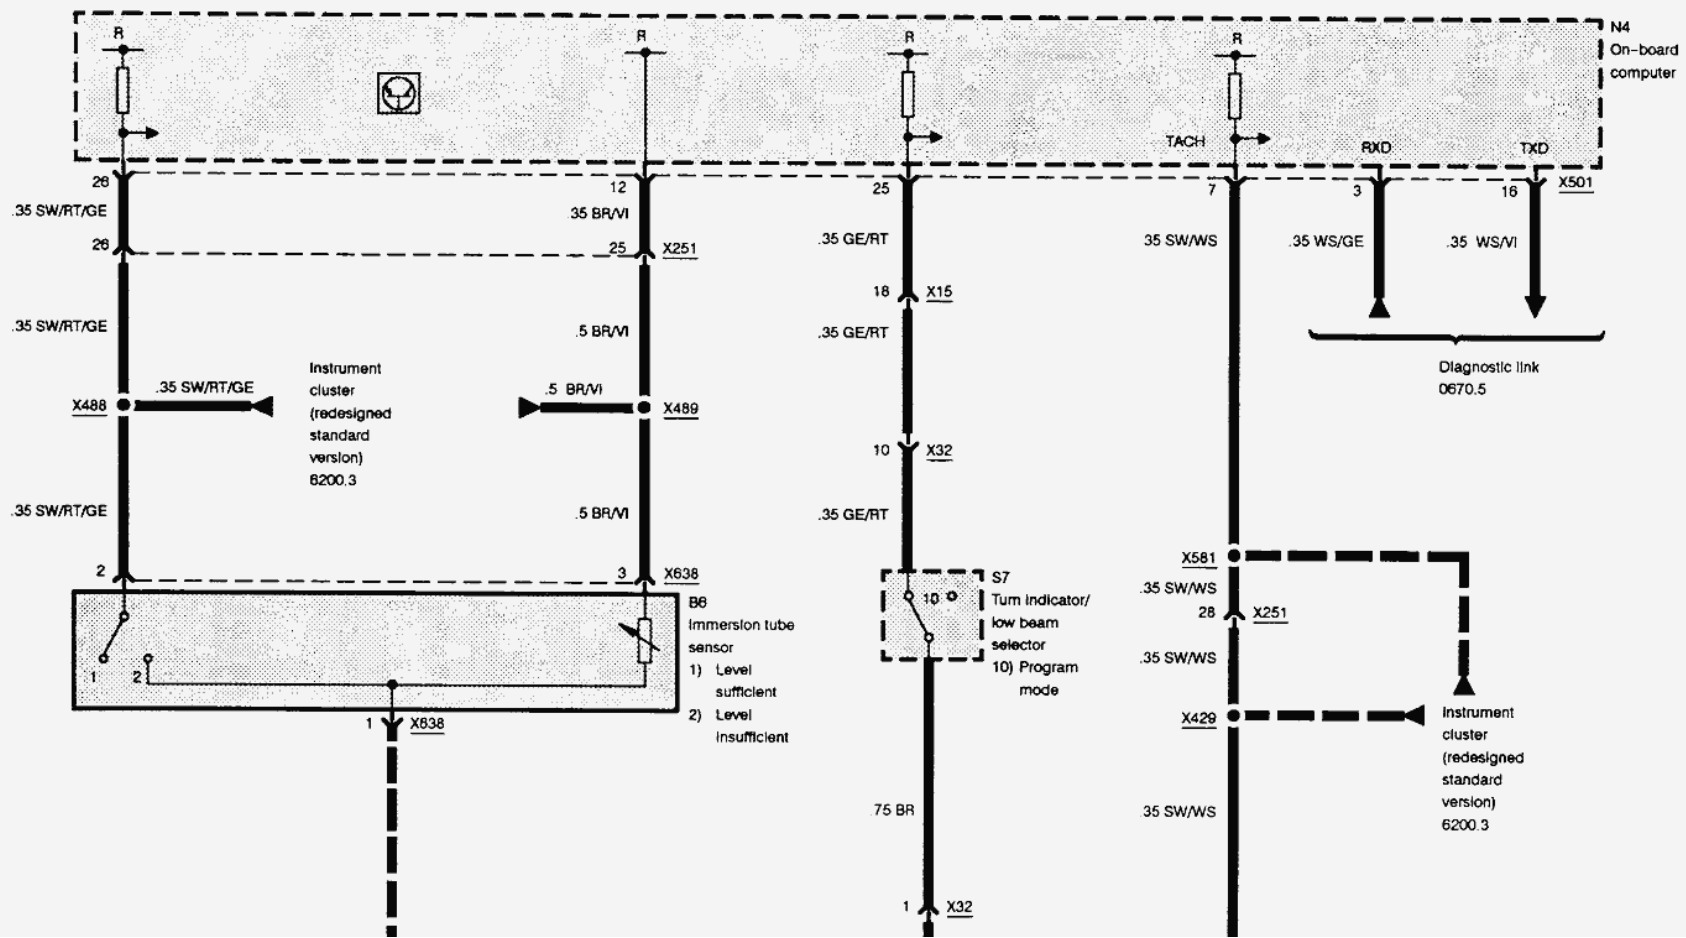 R
R
R
R
N4
On-board
computer
TACH
RXD
TXD
26
12
25
7
3
16
X501
.35 SW/RT/GE
.35 BR/VI
.35 GE/RT
35 SW/WS
.35 WS/GE
.35 WS/VI
26
25
X251
18
X15
.35 SW/RT/GE
.5 BR/VI
.35 GE/RT
Instrument
cluster
(redesigned
standard
version)
6200.3
Diagnostic link
0670.5
X488
.35 SW/RT/GE
.5 BR/VI
X489
10
X32
.35 SW/RT/GE
.5 BR/VI
.35 GE/RT
2
3
X638
X581
.35 SW/WS
28
X251
.35 SW/WS
B6
Immersion tube
sensor
1) Level
sufficient
2) Level
insufficient
1
2
10
S7
Turn indicator/
low beam
selector
10) Program
mode
1
X638
X429
Instrument
cluster
(redesigned
standard
version)
6200.3
75 BR
35 SW/WS
1
X32